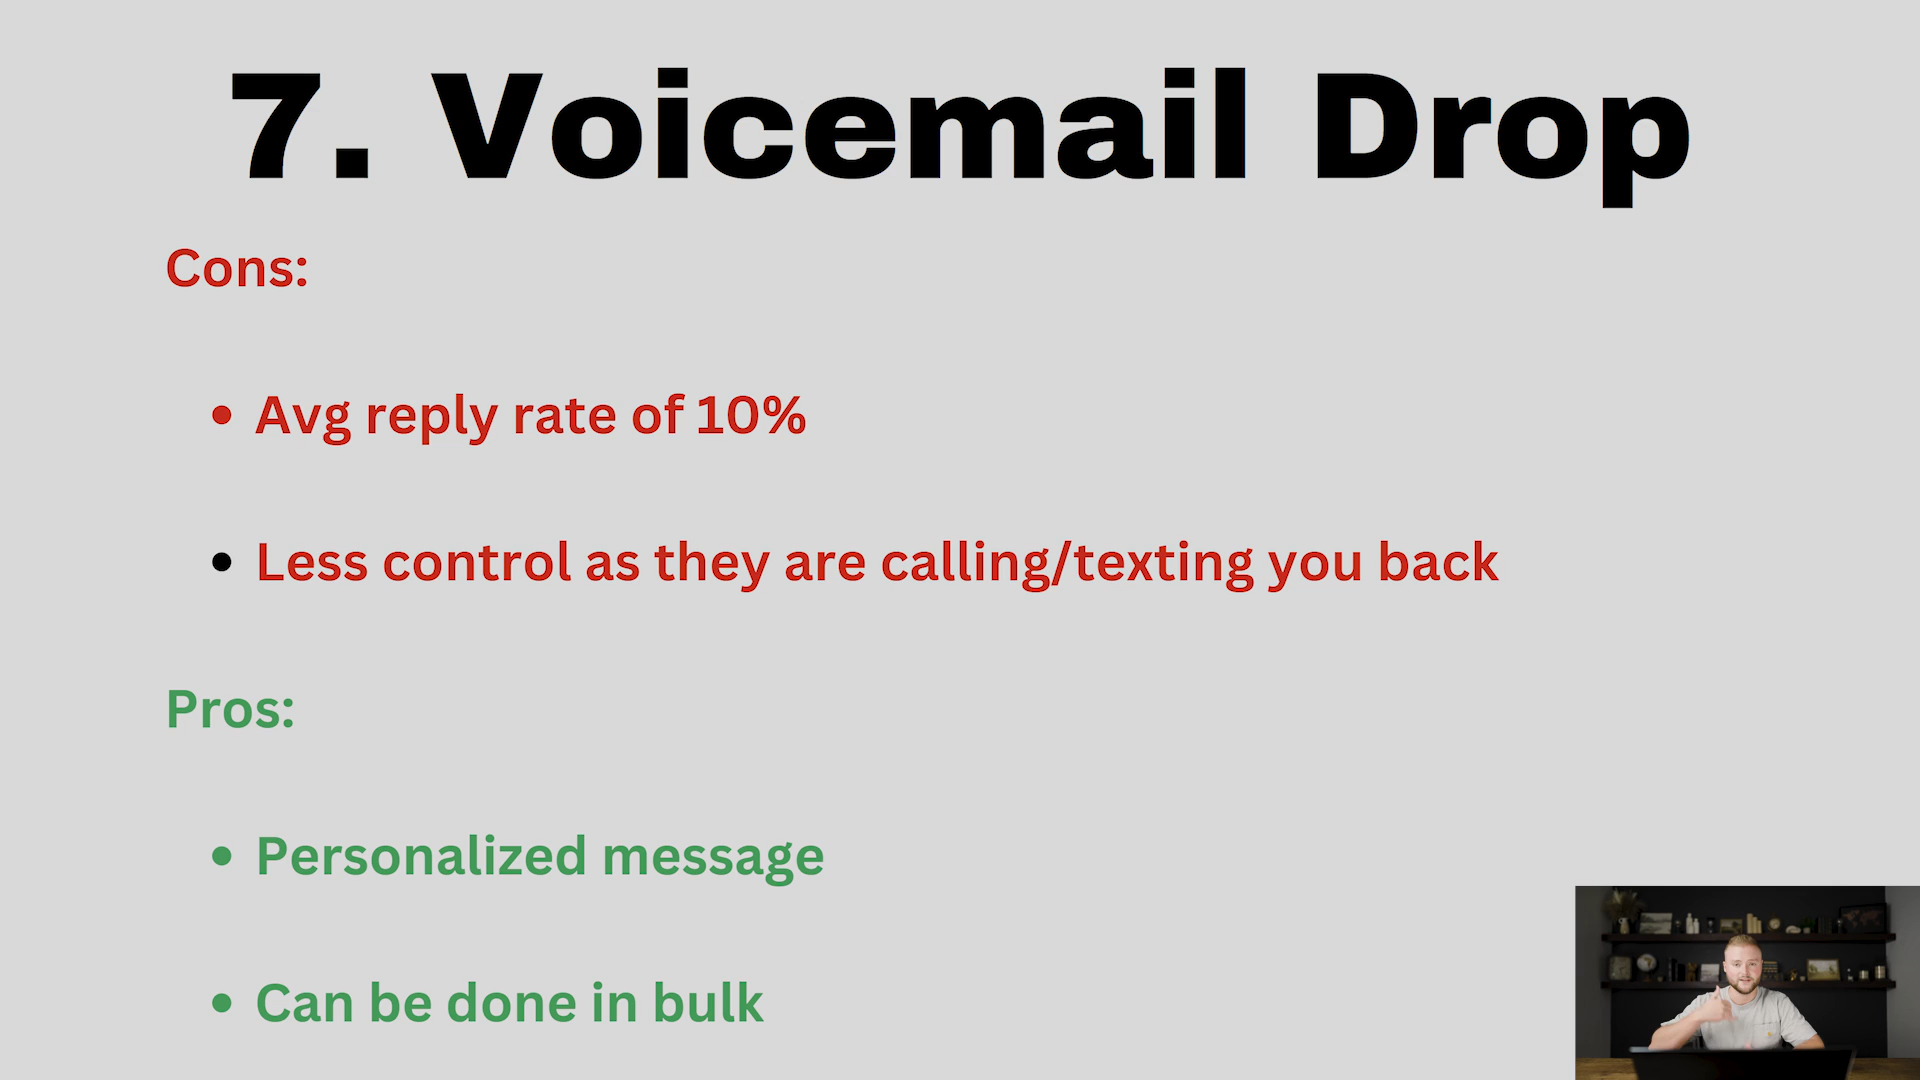 7. Voicemail Drop
Cons:
• Avg reply rate of 10%
• Less control as they are calling/texting you back
Pros:
• Personalized message
• Can be done in bulk